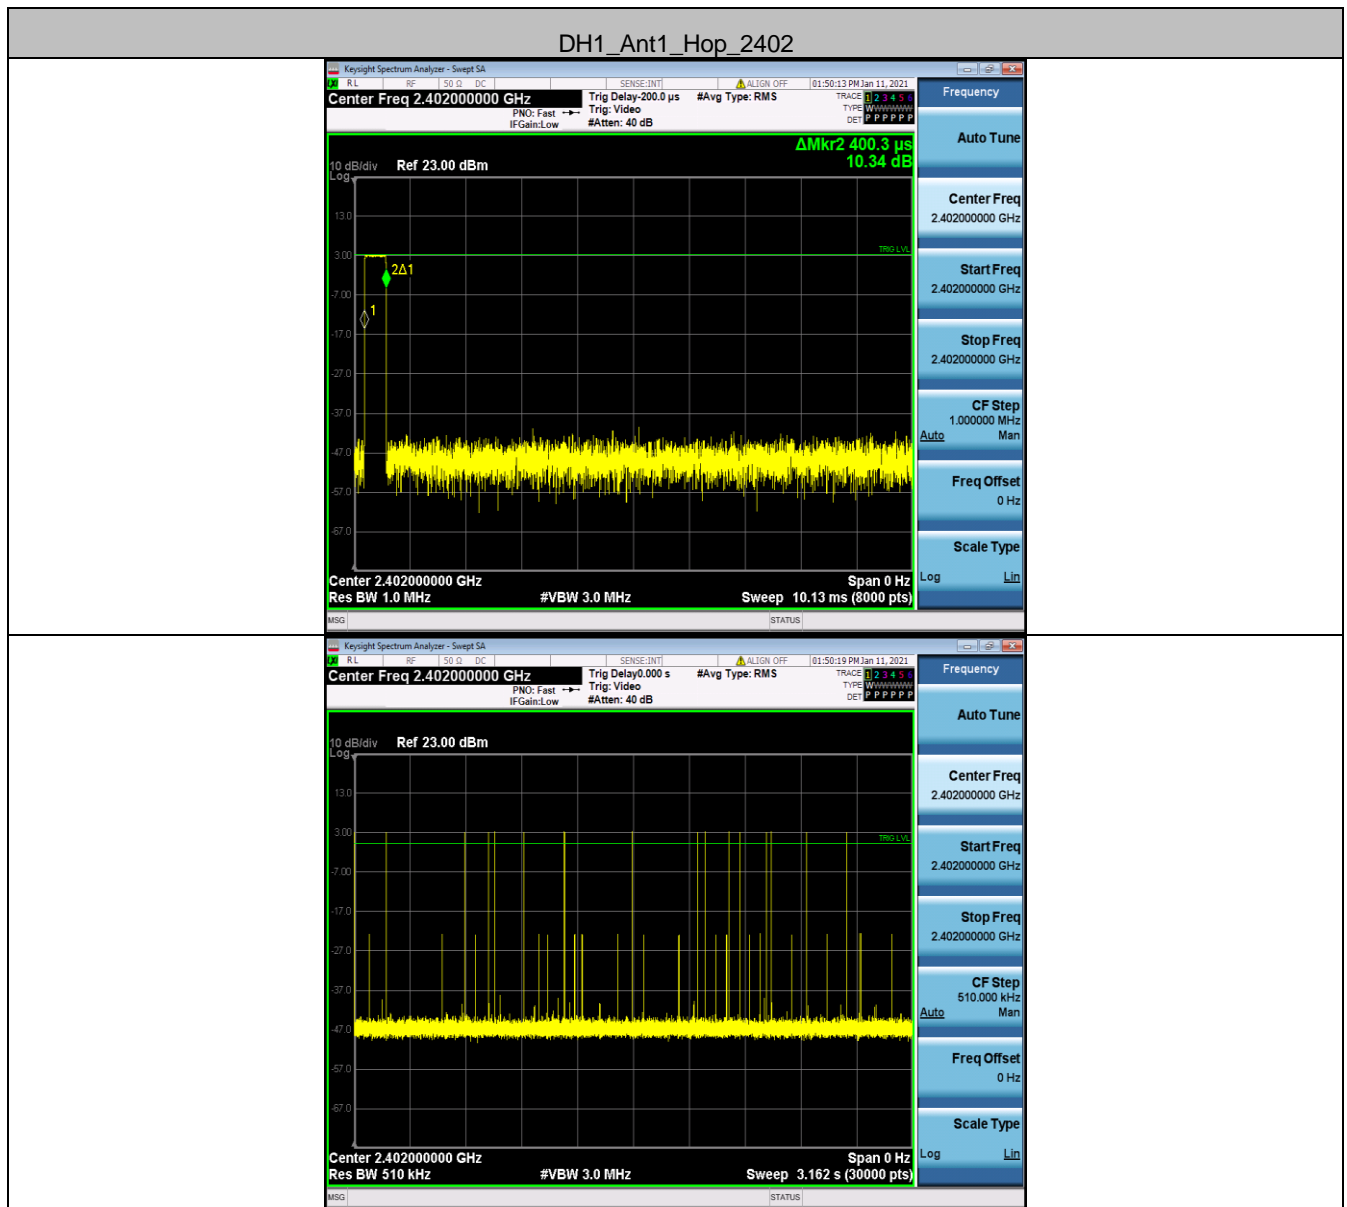 DH1_Ant1_Hop_2402
Keysight Spectrum Analyzer - Swept SA
RL RF 50 Ω DC SENSE:INT ALIGN OFF 01:50:13 PM Jan 11, 2021
Center Freq 2.402000000 GHz Trig Delay-200.0 µs #Avg Type: RMS TRACE 1 2 3 4 5 6
PNO: Fast Trig: Video TYPE WWWWWW
IFGain:Low #Atten: 40 dB DET P P P P P P
ΔMkr2 400.3 µs
10.34 dB
10 dB/div Ref 23.00 dBm
Log
13.0
TRIG LVL
3.00
2Δ1
-7.00
1
-17.0
-27.0
-37.0
-47.0
-57.0
-67.0
Center 2.402000000 GHz Span 0 Hz
Res BW 1.0 MHz #VBW 3.0 MHz Sweep 10.13 ms (8000 pts)
MSG STATUS
Frequency
Auto Tune
Center Freq
2.402000000 GHz
Start Freq
2.402000000 GHz
Stop Freq
2.402000000 GHz
CF Step
1.000000 MHz
Auto Man
Freq Offset
0 Hz
Scale Type
Log Lin
Keysight Spectrum Analyzer - Swept SA
RL RF 50 Ω DC SENSE:INT ALIGN OFF 01:50:19 PM Jan 11, 2021
Center Freq 2.402000000 GHz Trig Delay0.000 s #Avg Type: RMS TRACE 1 2 3 4 5 6
PNO: Fast Trig: Video TYPE WWWWWW
IFGain:Low #Atten: 40 dB DET P P P P P P
10 dB/div Ref 23.00 dBm
Log
13.0
3.00
TRIG LVL
-7.00
-17.0
-27.0
-37.0
-47.0
-57.0
-67.0
Center 2.402000000 GHz Span 0 Hz
Res BW 510 kHz #VBW 3.0 MHz Sweep 3.162 s (30000 pts)
MSG STATUS
Frequency
Auto Tune
Center Freq
2.402000000 GHz
Start Freq
2.402000000 GHz
Stop Freq
2.402000000 GHz
CF Step
510.000 kHz
Auto Man
Freq Offset
0 Hz
Scale Type
Log Lin